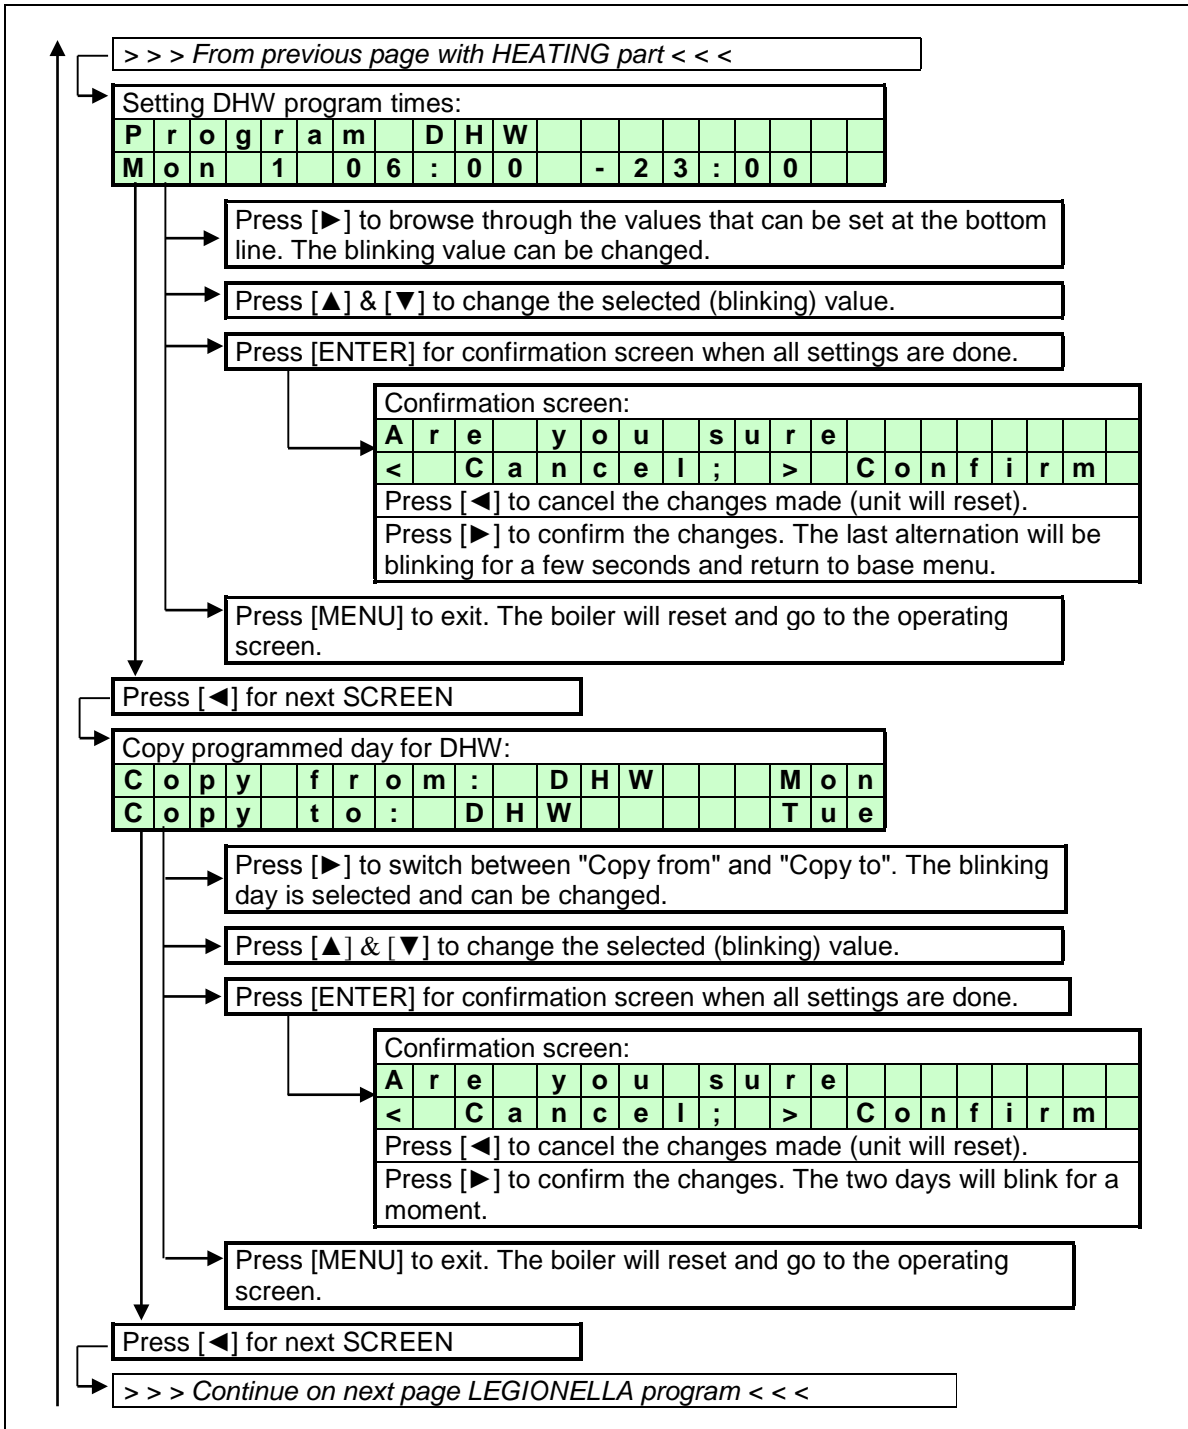 > > > From previous page with HEATING part < < <
Setting DHW program times:
Program DHW
Mon 1 06:00 -23:00
Press [►] to browse through the values that can be set at the bottom
line. The blinking value can be changed.
Press [▲] & [▼] to change the selected (blinking) value.
Press [ENTER] for confirmation screen when all settings are done.
Confirmation screen:
Are you sure
< Cancel; > Confirm
Press [◄] to cancel the changes made (unit will reset).
Press [►] to confirm the changes. The last alternation will be
blinking for a few seconds and return to base menu.
Press [MENU] to exit. The boiler will reset and go to the operating
screen.
Press [◄] for next SCREEN
Copy programmed day for DHW:
Copy from: DHW Mon
Copy to: DHW Tue
Press [►] to switch between "Copy from" and "Copy to". The blinking
day is selected and can be changed.
Press [▲] & [▼] to change the selected (blinking) value.
Press [ENTER] for confirmation screen when all settings are done.
Confirmation screen:
Are you sure
< Cancel; > Confirm
Press [◄] to cancel the changes made (unit will reset).
Press [►] to confirm the changes. The two days will blink for a
moment.
Press [MENU] to exit. The boiler will reset and go to the operating
screen.
Press [◄] for next SCREEN
> > > Continue on next page LEGIONELLA program < < <